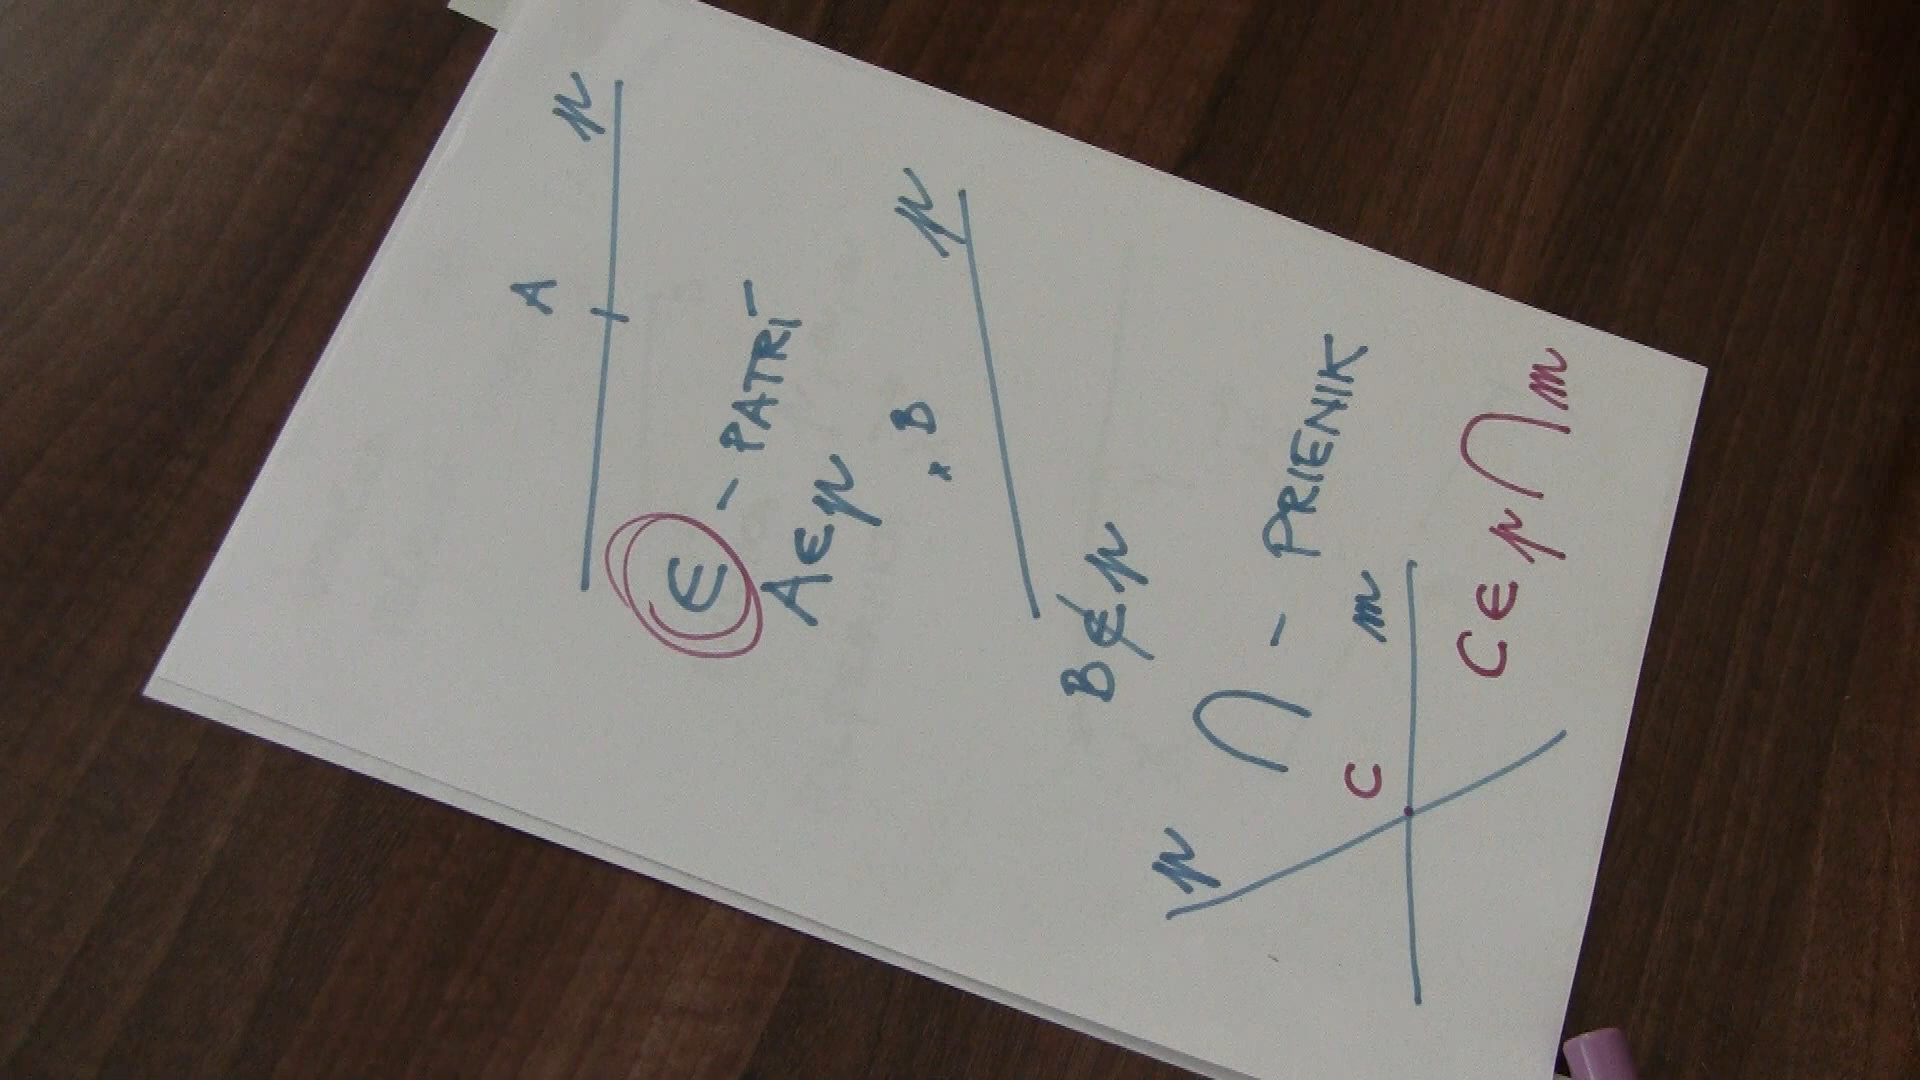 A p
∈ - PATRÍ
A ∈ p
p
B
B ∉ p
∩ - PRIENIK
p C m
C ∈ p ∩ m